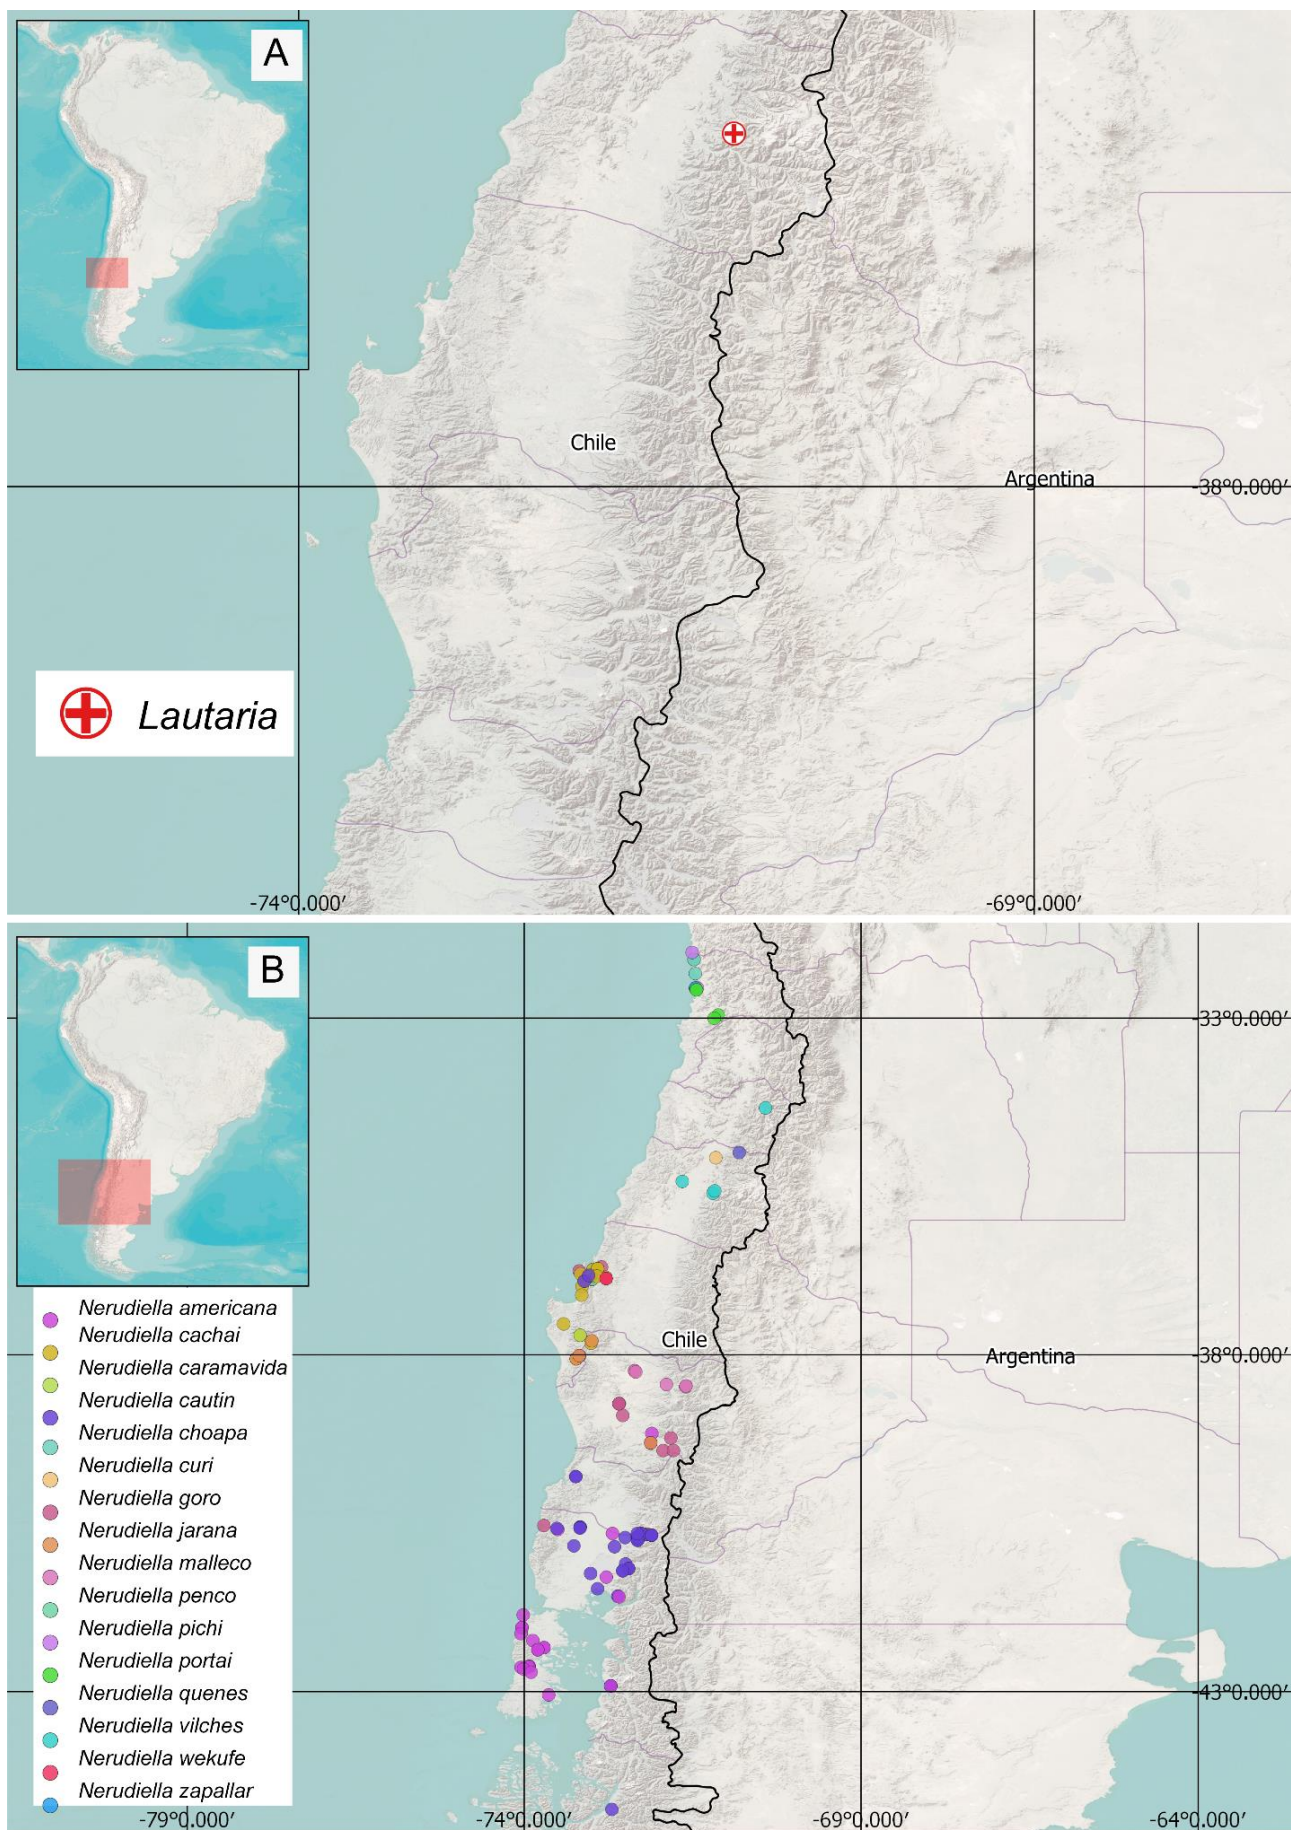 A
Chile
Argentina
-38°0.000′
Lautaria
-74°0.000′
-69°0.000′
B
-33°0.000′
Nerudiella americana
Nerudiella cachai
Nerudiella caramavida
Nerudiella cautin
Nerudiella choapa
Nerudiella curi
Nerudiella goro
Nerudiella jarana
Nerudiella malleco
Nerudiella penco
Nerudiella pichi
Nerudiella portai
Nerudiella quenes
Nerudiella vilches
Nerudiella wekufe
Nerudiella zapallar
Chile
Argentina
-38°0.000′
-43°0.000′
-79°0.000′
-74°0.000′
-69°0.000′
-64°0.000′